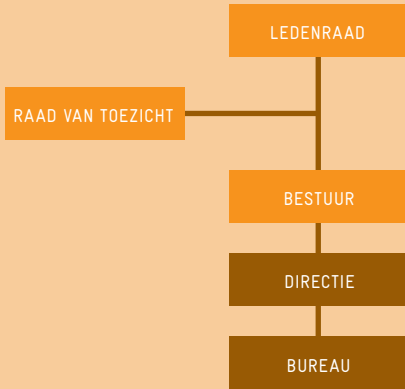 LEDENRAAD
RAAD VAN TOEZICHT
BESTUUR
DIRECTIE
BUREAU